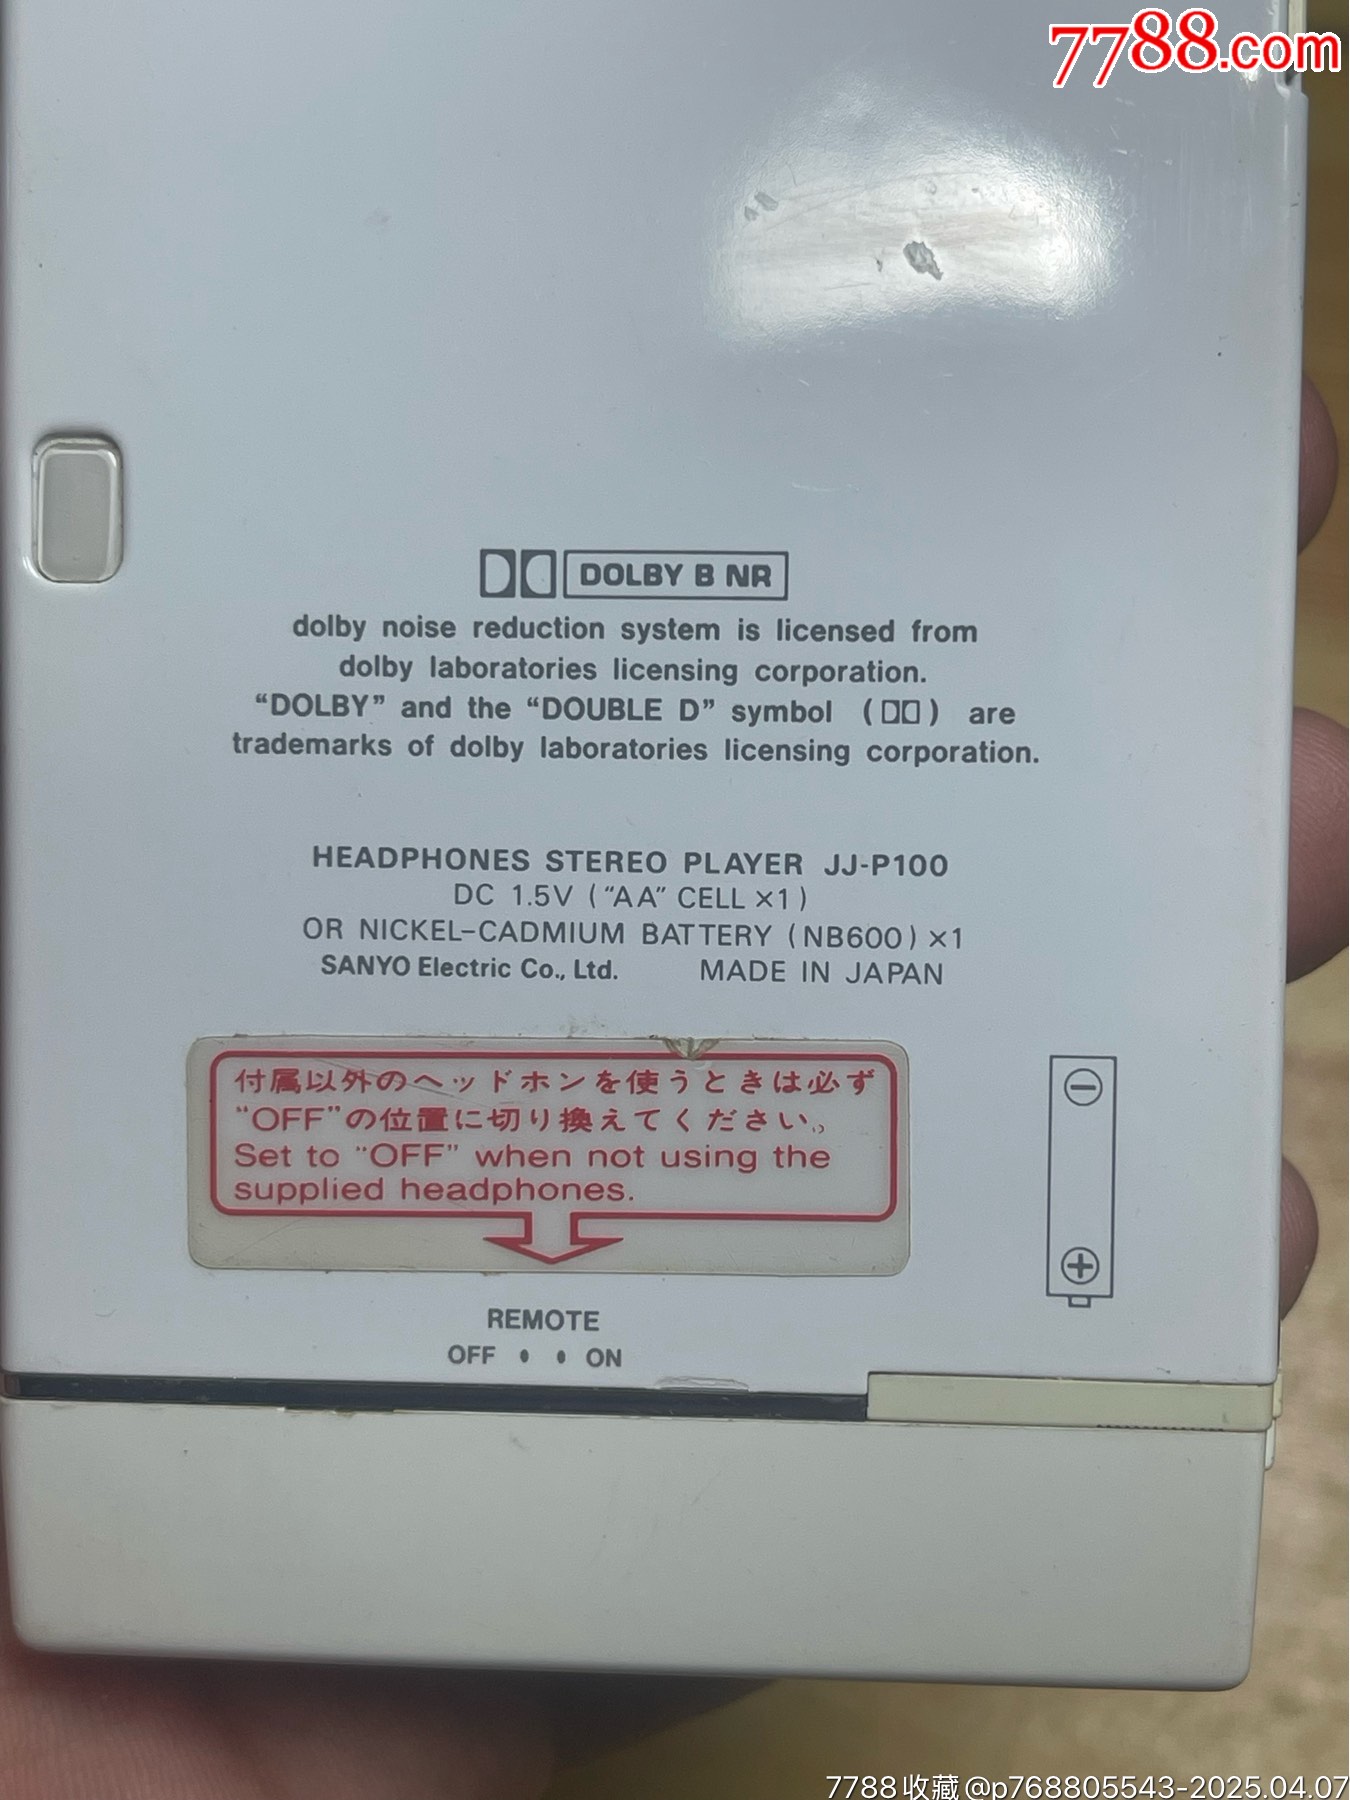 7788.com
DOLBY B NR
dolby noise reduction system is licensed from
dolby laboratories licensing corporation.
“DOLBY” and the “DOUBLE D” symbol ( ) are
trademarks of dolby laboratories licensing corporation.
HEADPHONES STEREO PLAYER JJ-P100
DC 1.5V (“AA” CELL ×1)
OR NICKEL-CADMIUM BATTERY (NB600) ×1
SANYO Electric Co., Ltd. MADE IN JAPAN
付属以外のヘッドホンを使うときは必ず
“OFF”の位置に切り換えてください。
Set to “OFF” when not using the
supplied headphones.
REMOTE
OFF • • ON
7788收藏@p768805543-2025.04.07